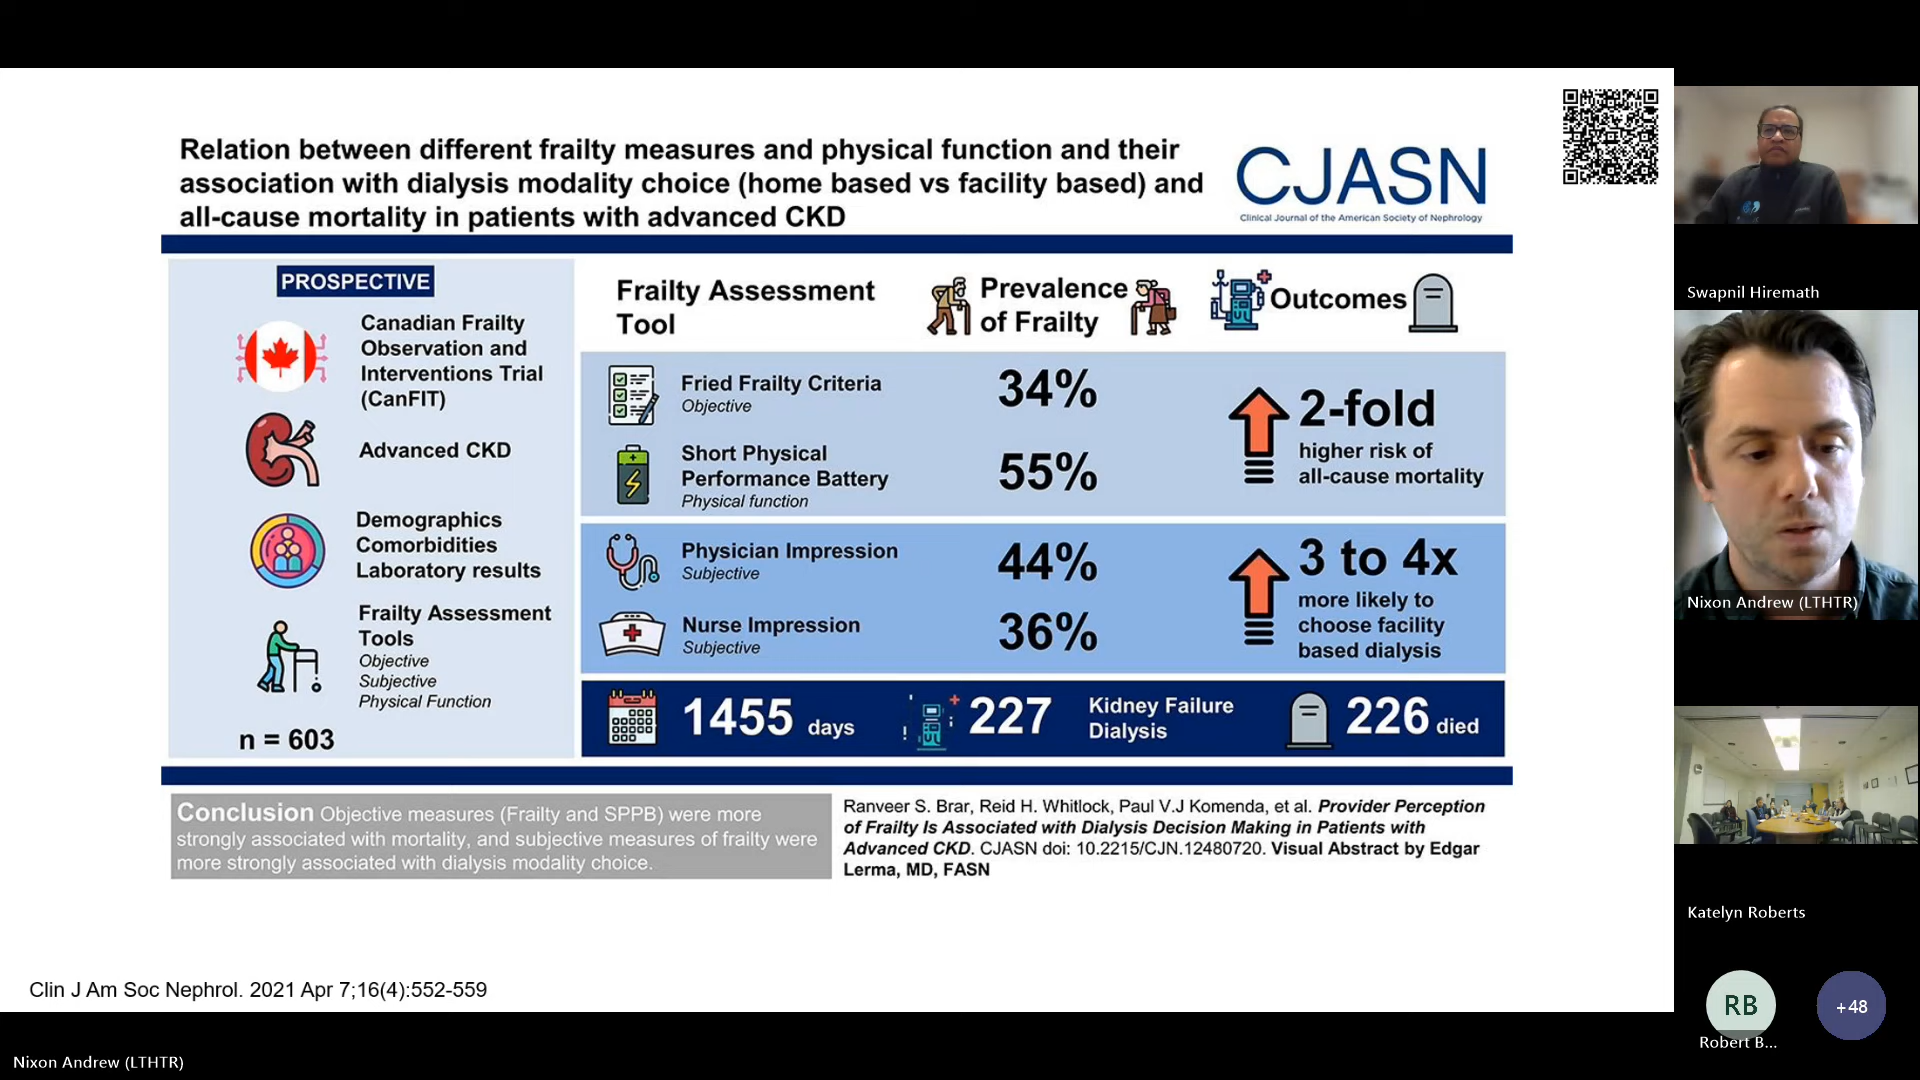 Relation between different frailty measures and physical function and their
association with dialysis modality choice (home based vs facility based) and
all-cause mortality in patients with advanced CKD
CJASN
Clinical Journal of the American Society of Nephrology
PROSPECTIVE
Canadian Frailty
Observation and
Interventions Trial
(CanFIT)
Advanced CKD
Demographics
Comorbidities
Laboratory results
Frailty Assessment
Tools
Objective
Subjective
Physical Function
n = 603
Frailty Assessment
Tool
Prevalence
of Frailty
Outcomes
Fried Frailty Criteria
Objective
34%
Short Physical
Performance Battery
Physical function
55%
2-fold
higher risk of
all-cause mortality
Physician Impression
Subjective
44%
Nurse Impression
Subjective
36%
3 to 4x
more likely to
choose facility
based dialysis
1455 days
227 Kidney Failure
Dialysis
226 died
Conclusion Objective measures (Frailty and SPPB) were more
strongly associated with mortality, and subjective measures of frailty were
more strongly associated with dialysis modality choice.
Ranveer S. Brar, Reid H. Whitlock, Paul V.J Komenda, et al. Provider Perception
of Frailty Is Associated with Dialysis Decision Making in Patients with
Advanced CKD. CJASN doi: 10.2215/CJN.12480720. Visual Abstract by Edgar
Lerma, MD, FASN
Clin J Am Soc Nephrol. 2021 Apr 7;16(4):552-559
Nixon Andrew (LTHTR)
Swapnil Hiremath
Nixon Andrew (LTHTR)
Katelyn Roberts
RB
+48
Robert B...